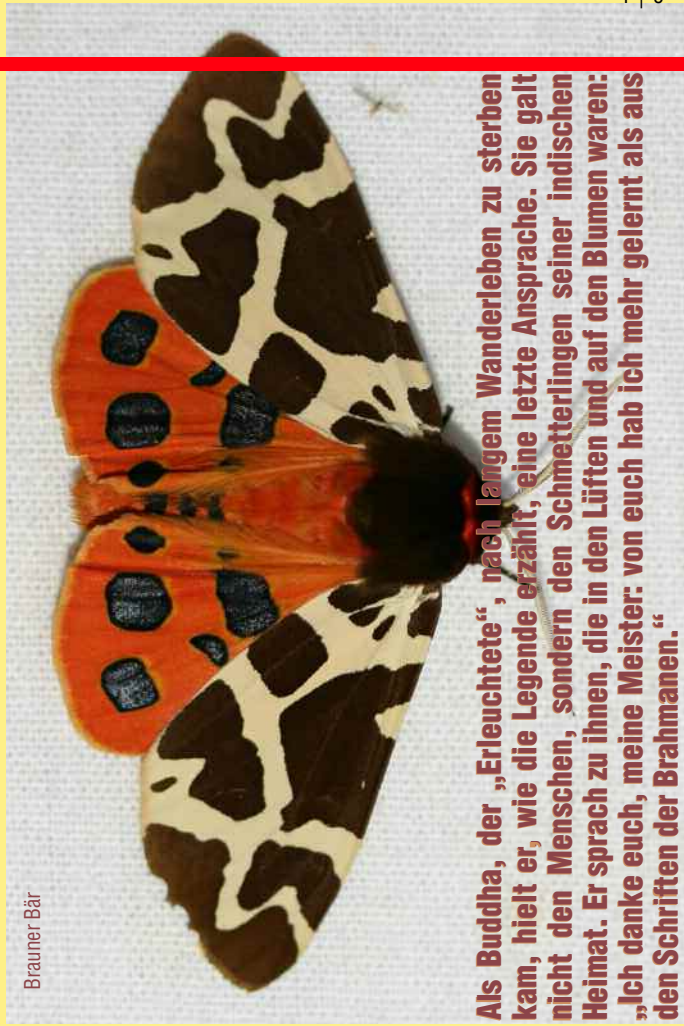 Brauner Bär
Als Buddha, der „Erleuchtete“, nach langem Wanderleben zu sterben
kam, hielt er, wie die Legende erzählt, eine letzte Ansprache. Sie galt
nicht den Menschen, sondern den Schmetterlingen seiner indischen
Heimat. Er sprach zu ihnen, die in den Lüften und auf den Blumen waren:
„Ich danke euch, meine Meister: von euch hab ich mehr gelernt als aus
den Schriften der Brahmanen.“